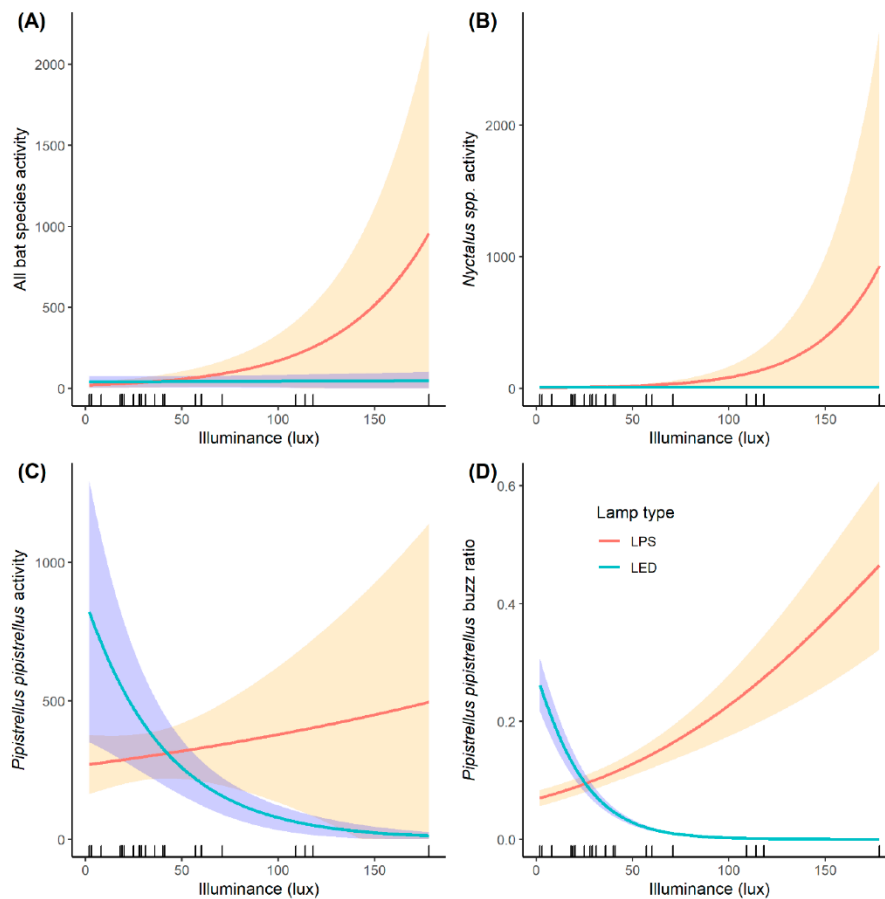 (A)
All bat species activity
2000
1500
1000
500
0
0 50 100 150
Illuminance (lux)
(B)
Nyctalus spp. activity
2000
1000
0
0 50 100 150
Illuminance (lux)
(C)
Pipistrellus pipistrellus activity
1000
500
0
0 50 100 150
Illuminance (lux)
(D)
Pipistrellus pipistrellus buzz ratio
0.6
0.4
0.2
0.0
Lamp type
LPS
LED
0 50 100 150
Illuminance (lux)